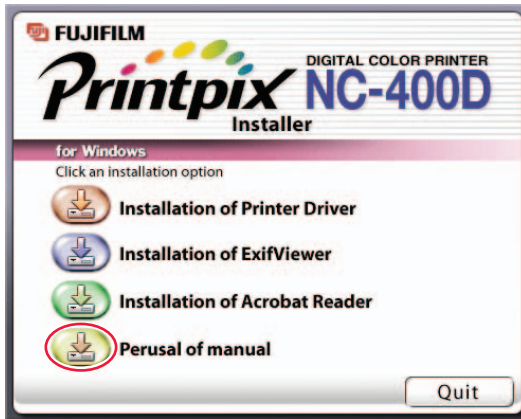 FUJIFILM
Printpix
DIGITAL COLOR PRINTER
NC-400D
Installer
for Windows
Click an installation option
Installation of Printer Driver
Installation of ExifViewer
Installation of Acrobat Reader
Perusal of manual
Quit